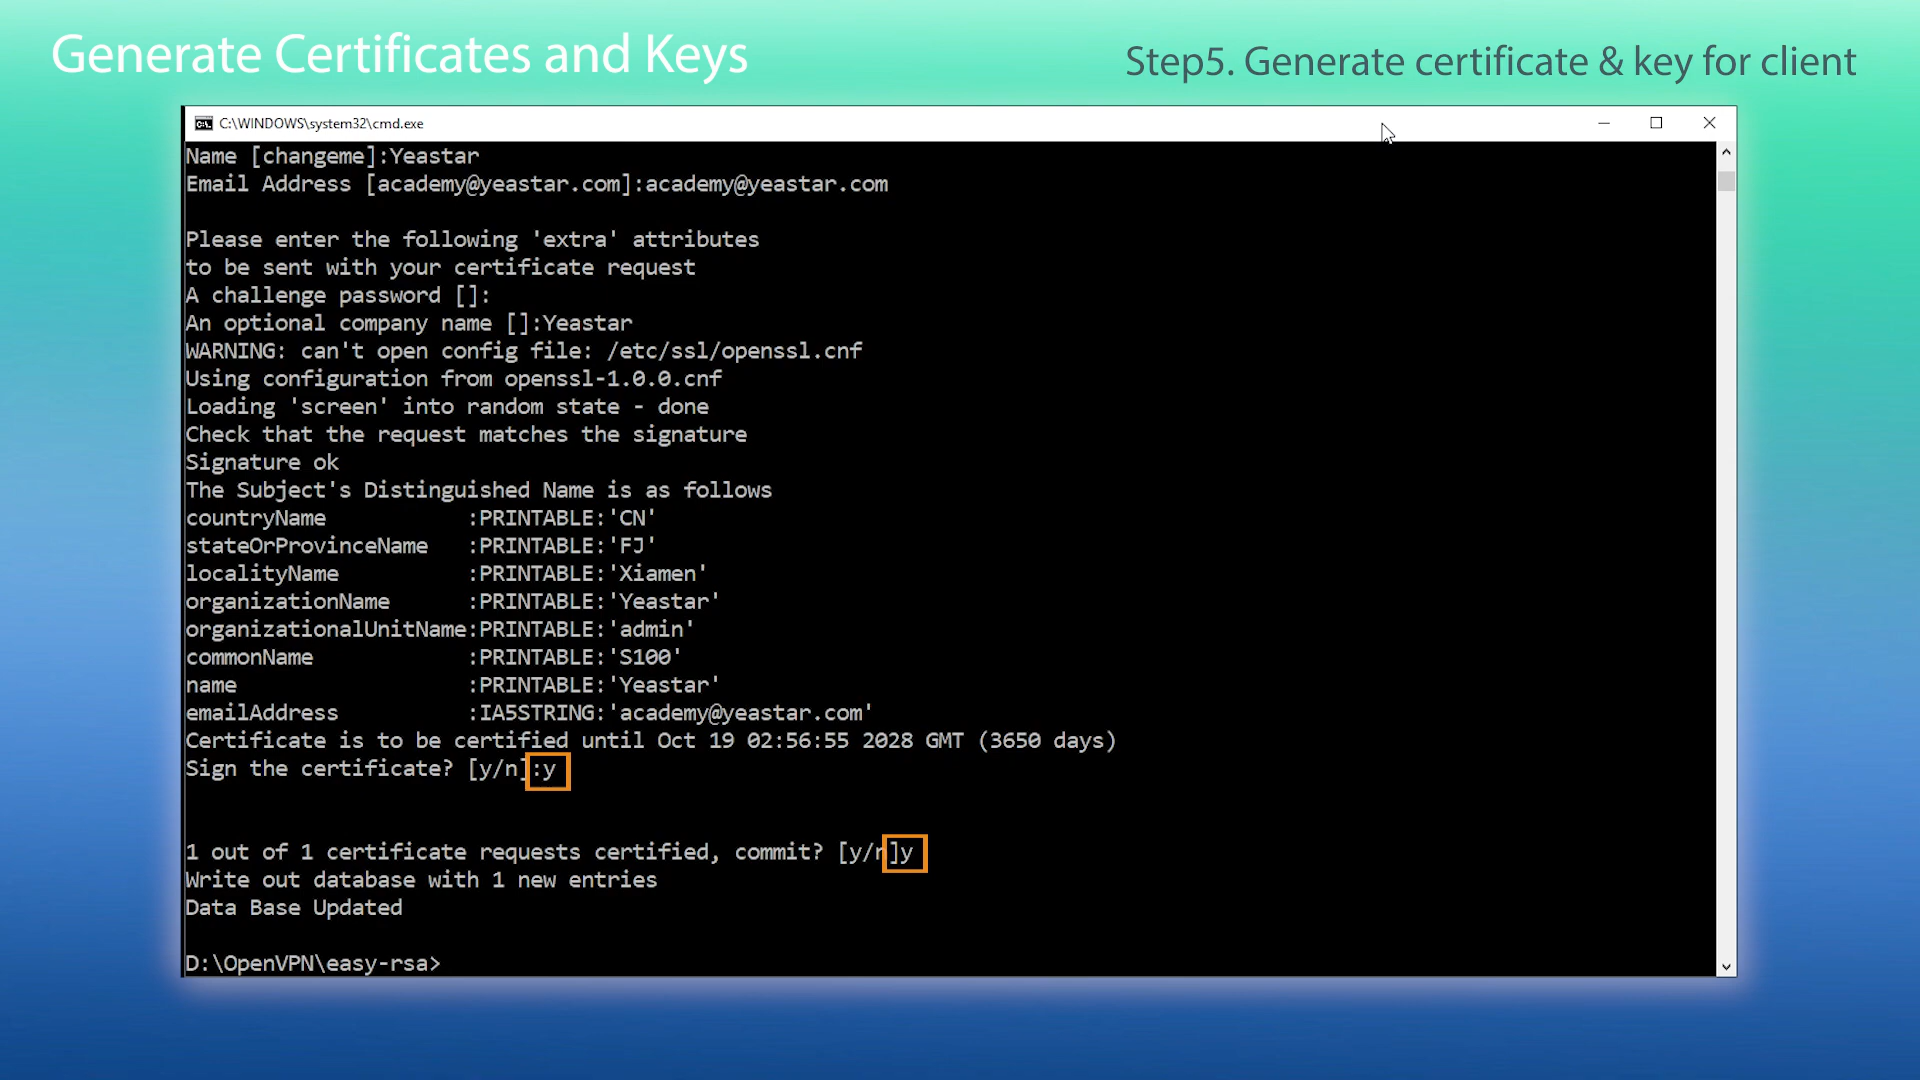 Generate Certificates and Keys
Step5. Generate certificate & key for client
C:\WINDOWS\system32\cmd.exe
Name [changeme]:Yeastar
Email Address [academy@yeastar.com]:academy@yeastar.com
Please enter the following 'extra' attributes
to be sent with your certificate request
A challenge password []:
An optional company name []:Yeastar
WARNING: can't open config file: /etc/ssl/openssl.cnf
Using configuration from openssl-1.0.0.cnf
Loading 'screen' into random state - done
Check that the request matches the signature
Signature ok
The Subject's Distinguished Name is as follows
countryName           :PRINTABLE:'CN'
stateOrProvinceName   :PRINTABLE:'FJ'
localityName          :PRINTABLE:'Xiamen'
organizationName      :PRINTABLE:'Yeastar'
organizationalUnitName:PRINTABLE:'admin'
commonName            :PRINTABLE:'S100'
name                  :PRINTABLE:'Yeastar'
emailAddress          :IA5STRING:'academy@yeastar.com'
Certificate is to be certified until Oct 19 02:56:55 2028 GMT (3650 days)
Sign the certificate? [y/n]:y
1 out of 1 certificate requests certified, commit? [y/n]y
Write out database with 1 new entries
Data Base Updated
D:\OpenVPN\easy-rsa>